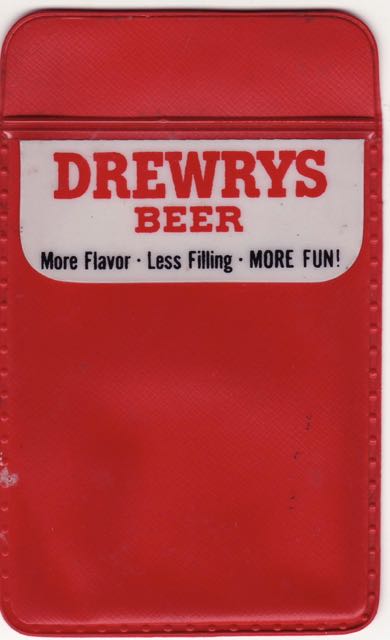 DREWRYS
BEER
More Flavor · Less Filling · MORE FUN!